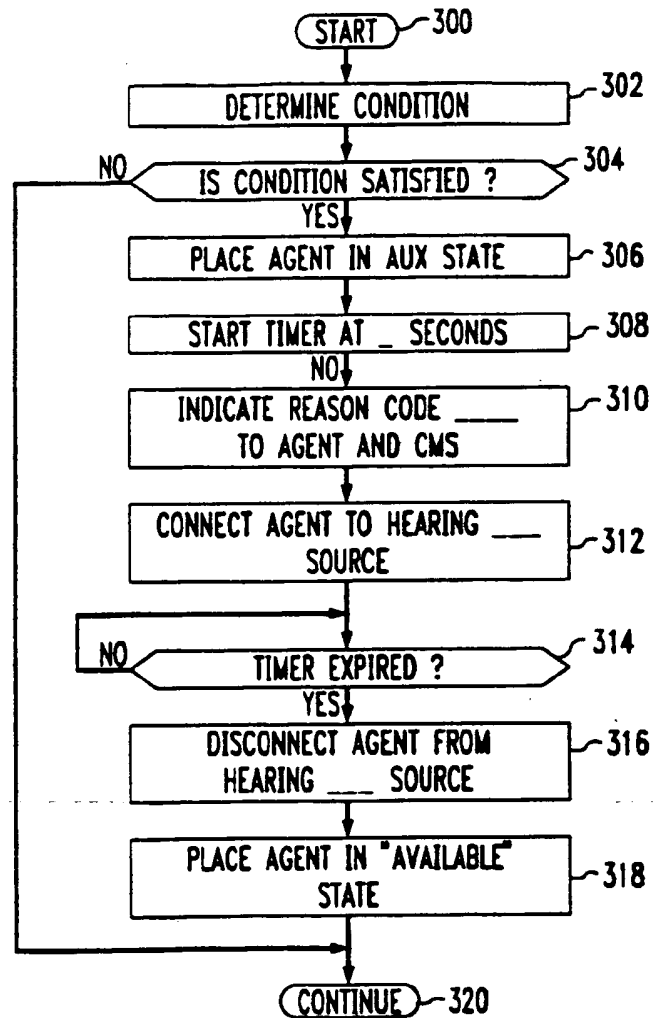 START 300
DETERMINE CONDITION 302
NO IS CONDITION SATISFIED ? 304
YES
PLACE AGENT IN AUX STATE 306
START TIMER AT _ SECONDS 308
NO
INDICATE REASON CODE ____
TO AGENT AND CMS 310
CONNECT AGENT TO HEARING ___
SOURCE 312
NO TIMER EXPIRED ? 314
YES
DISCONNECT AGENT FROM
HEARING ___ SOURCE 316
PLACE AGENT IN "AVAILABLE"
STATE 318
CONTINUE 320